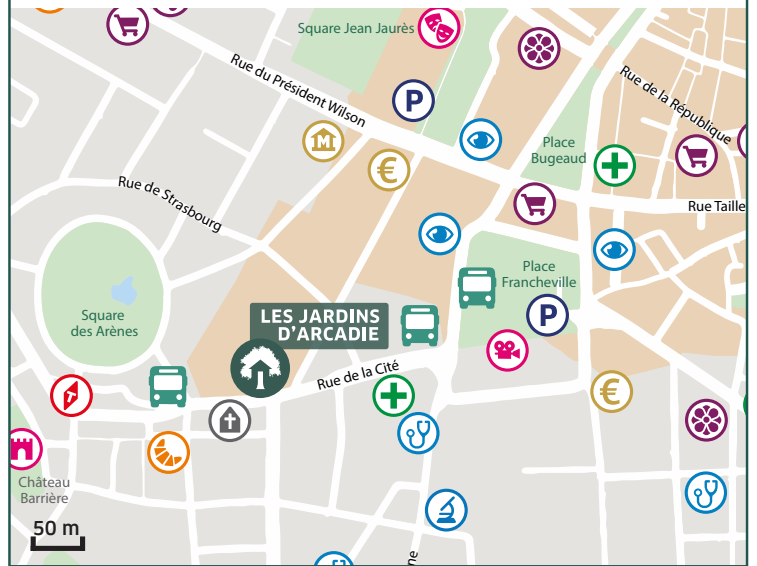 Square Jean Jaurès
Rue du Président Wilson
P
Rue de la République
Place
Bugeaud
M
€
Rue de Strasbourg
Rue Taille
Place
Francheville
P
Square
des Arènes
LES JARDINS
D'ARCADIE
Rue de la Cité
€
Château
Barrière
50 m
ne